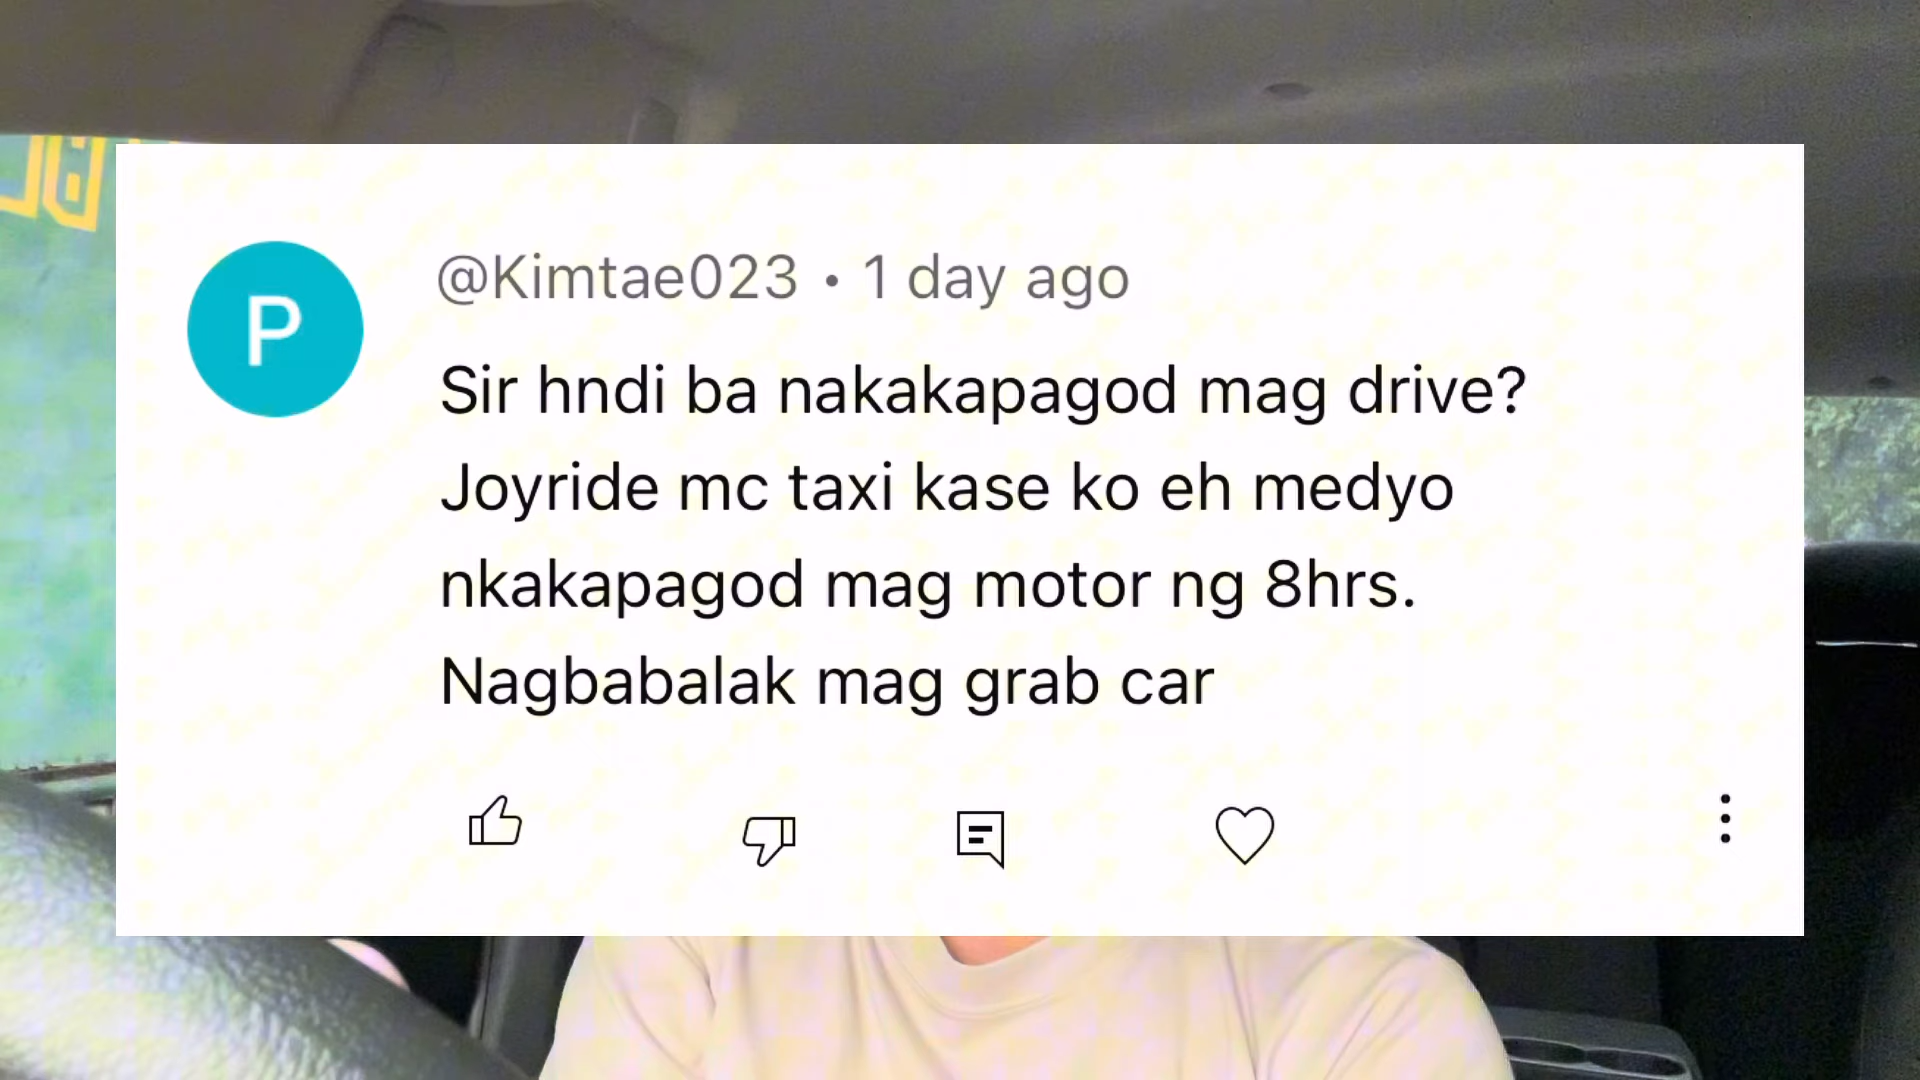 P
@Kimtae023 • 1 day ago
Sir hndi ba nakakapagod mag drive?
Joyride mc taxi kase ko eh medyo
nkakapagod mag motor ng 8hrs.
Nagbabalak mag grab car